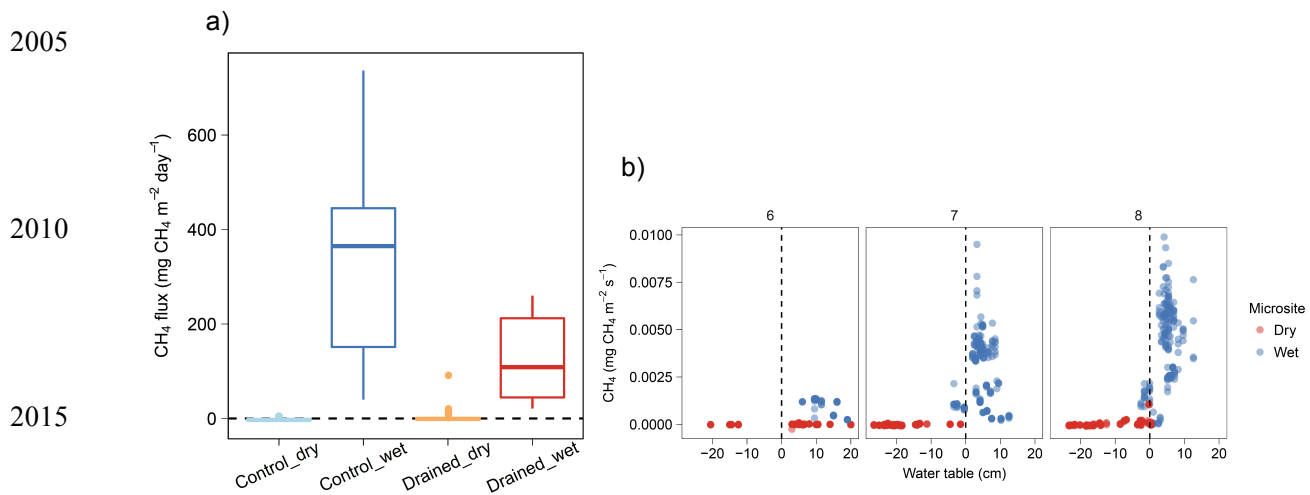 2005
2010
2015
a)
CH₄ flux (mg CH₄ m⁻² day⁻¹)
600
400
200
0
Control_dry
Control_wet
Drained_dry
Drained_wet
b)
6
7
8
CH₄ (mg CH₄ m⁻² s⁻¹)
0.0100
0.0075
0.0050
0.0025
0.0000
−20 −10 0 10 20
−20 −10 0 10 20
−20 −10 0 10 20
Water table (cm)
Microsite
Dry
Wet